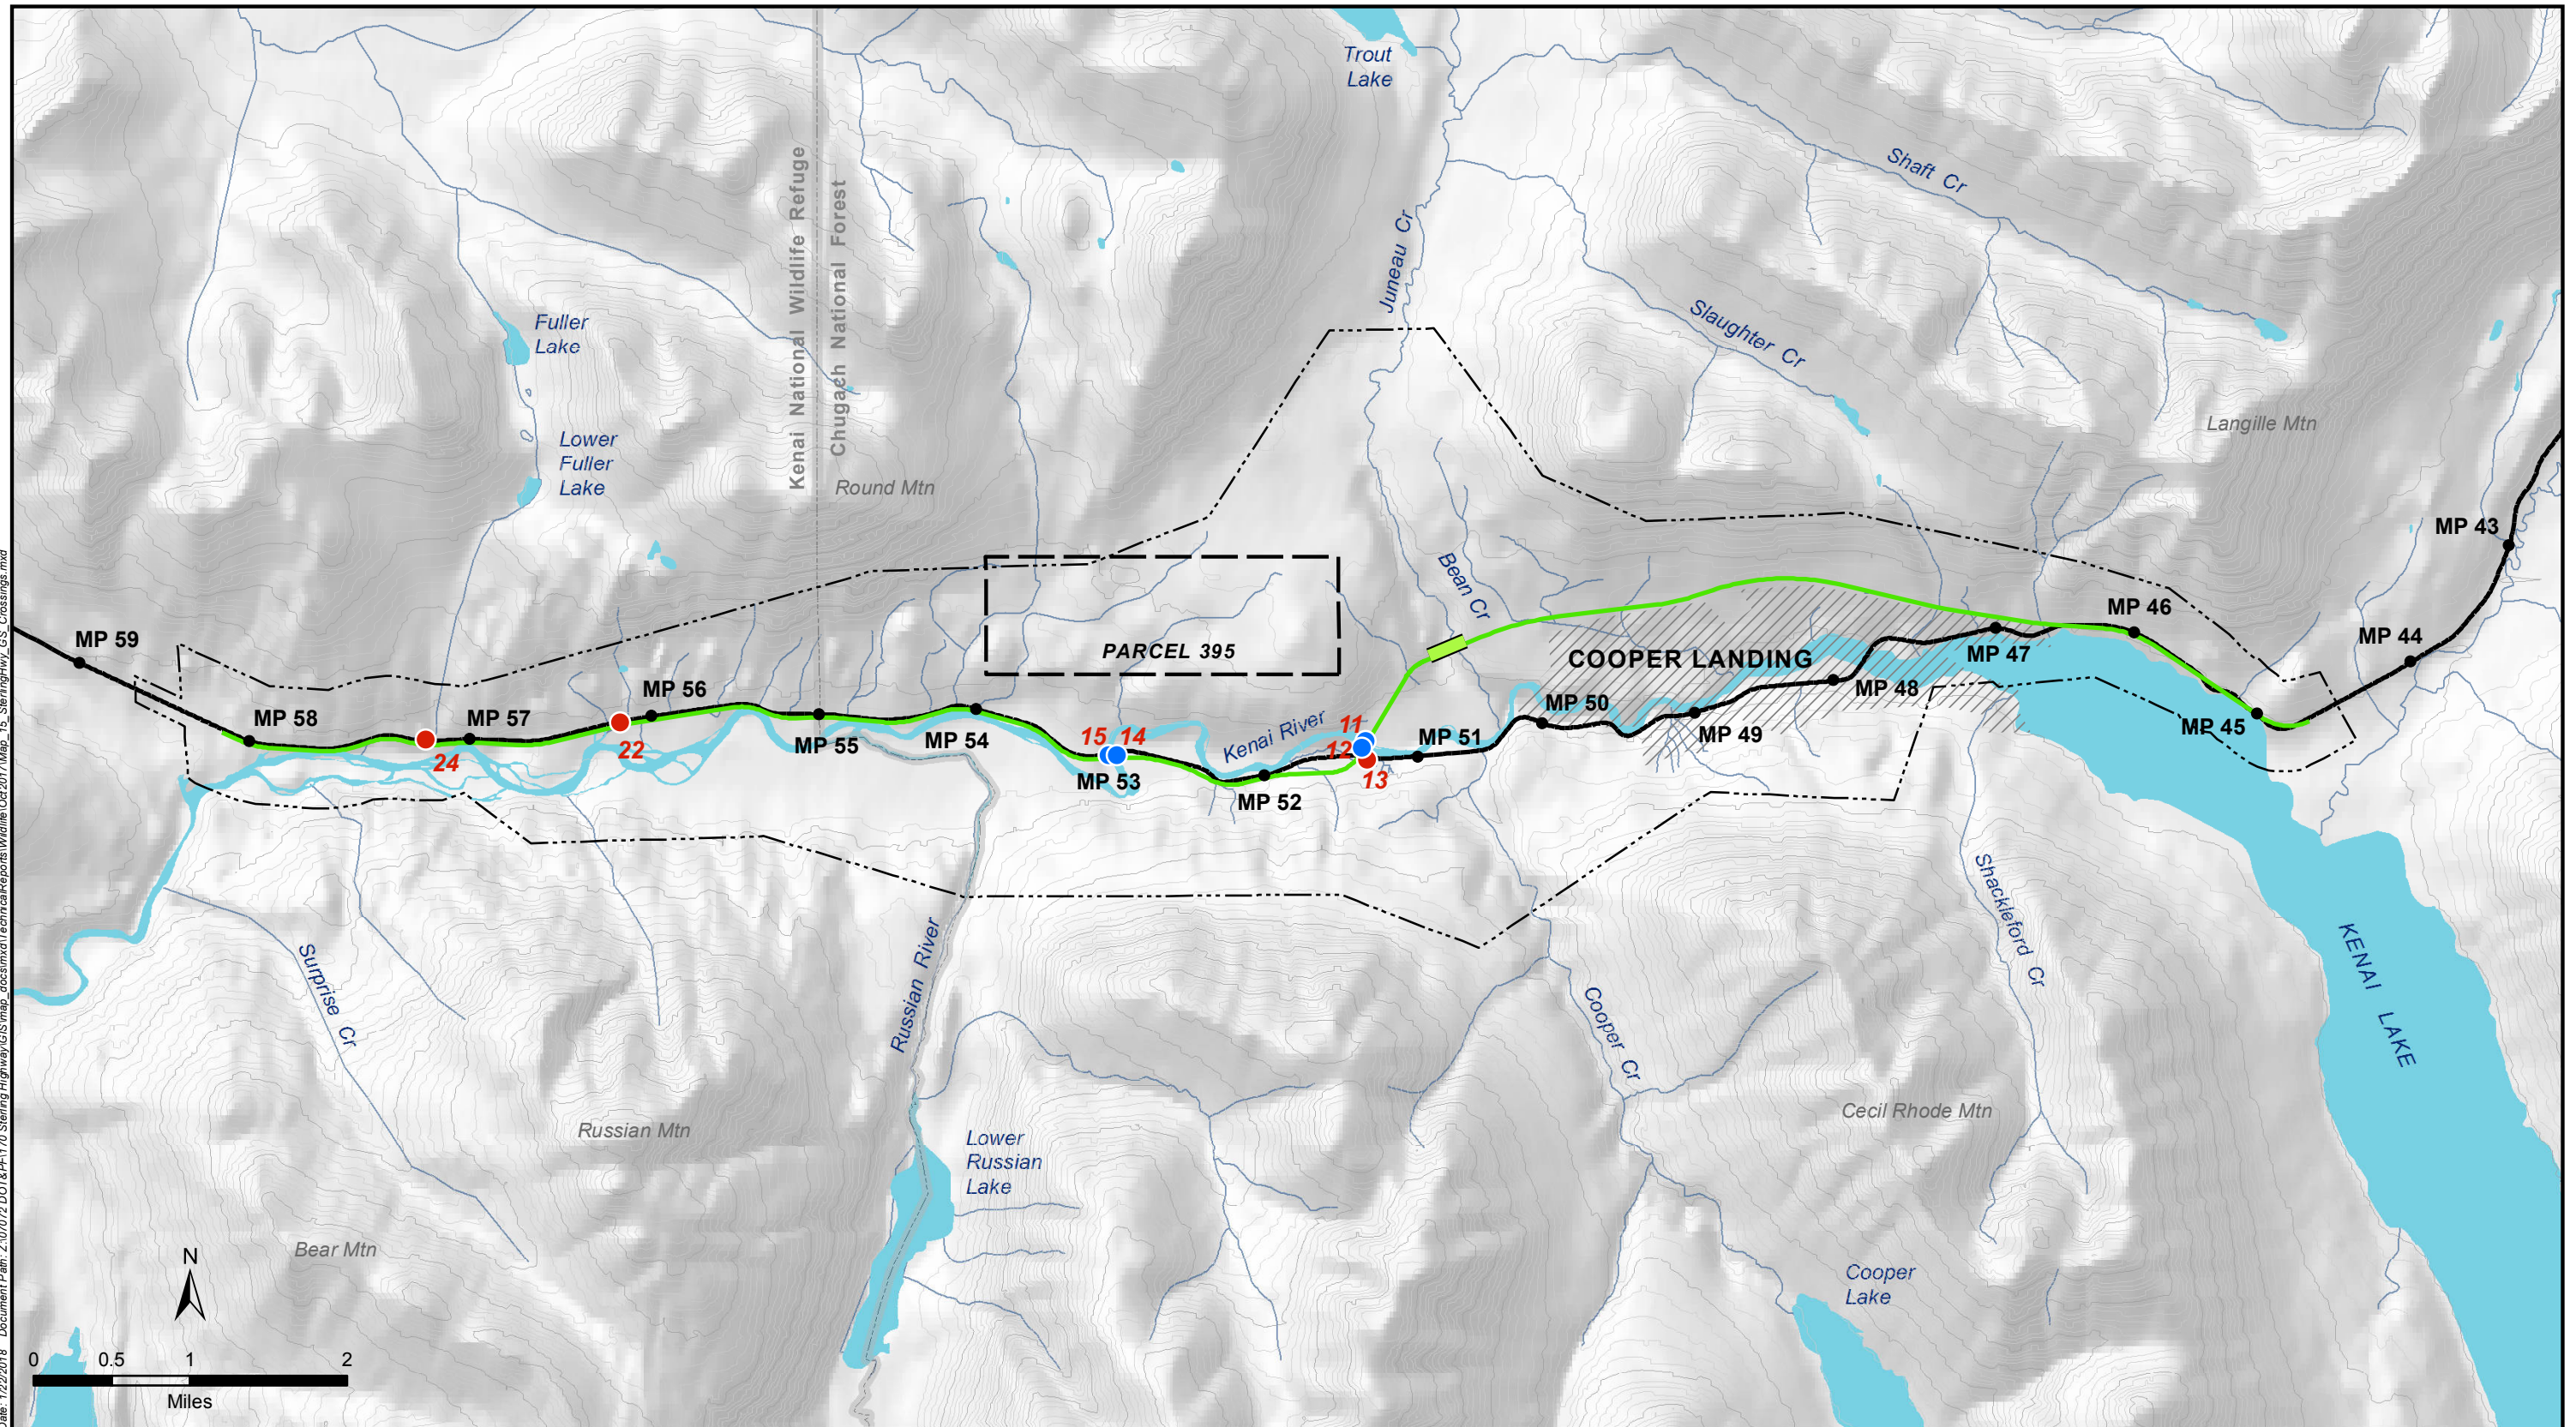 Trout
Lake
Shaft Cr
Kenai National Wildlife Refuge
Chugach National Forest
Juneau Cr
Fuller
Lake
Slaughter Cr
Langille Mtn
Lower
Fuller
Lake
Round Mtn
MP 43
Bean Cr
MP 46
MP 59
MP 44
PARCEL 395
COOPER LANDING
MP 47
MP 56
MP 48
MP 58
MP 57
MP 50
MP 45
22
24
MP 55
MP 54
15
14
Kenai River
11
12
MP 51
MP 49
13
MP 53
MP 52
Shackleford Cr
Surprise Cr
Russian River
KENAI LAKE
Cooper Cr
Russian Mtn
Cecil Rhode Mtn
Lower
Russian
Lake
Bear Mtn
N
Cooper
Lake
0 0.5 1 2
Miles
Date: 1/22/2018